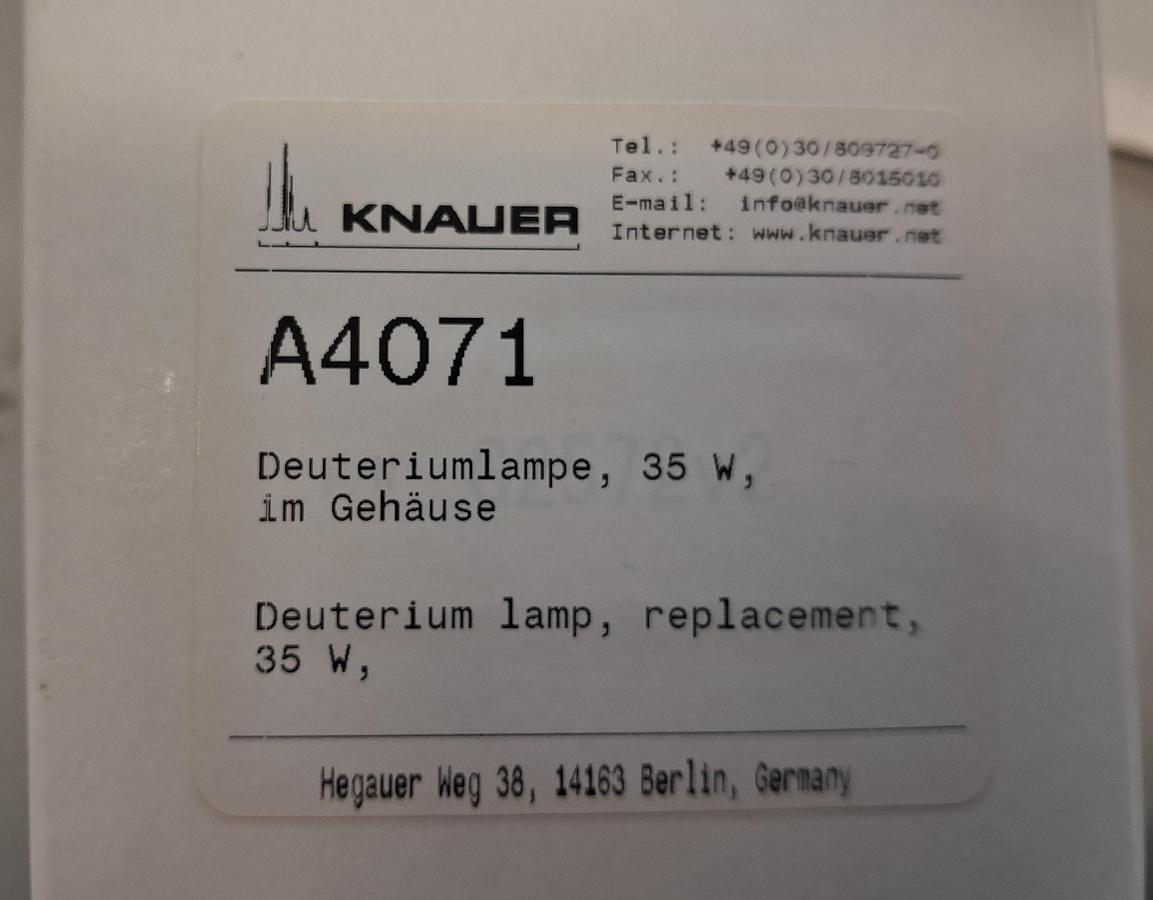 KNAUER
Tel.: +49(0)30/809727-0
Fax.: +49(0)30/8015010
E-mail: info@knauer.net
Internet: www.knauer.net
A4071
Deuteriumlampe, 35 W,
im Gehäuse
Deuterium lamp, replacement,
35 W,
Hegauer Weg 38, 14163 Berlin, Germany